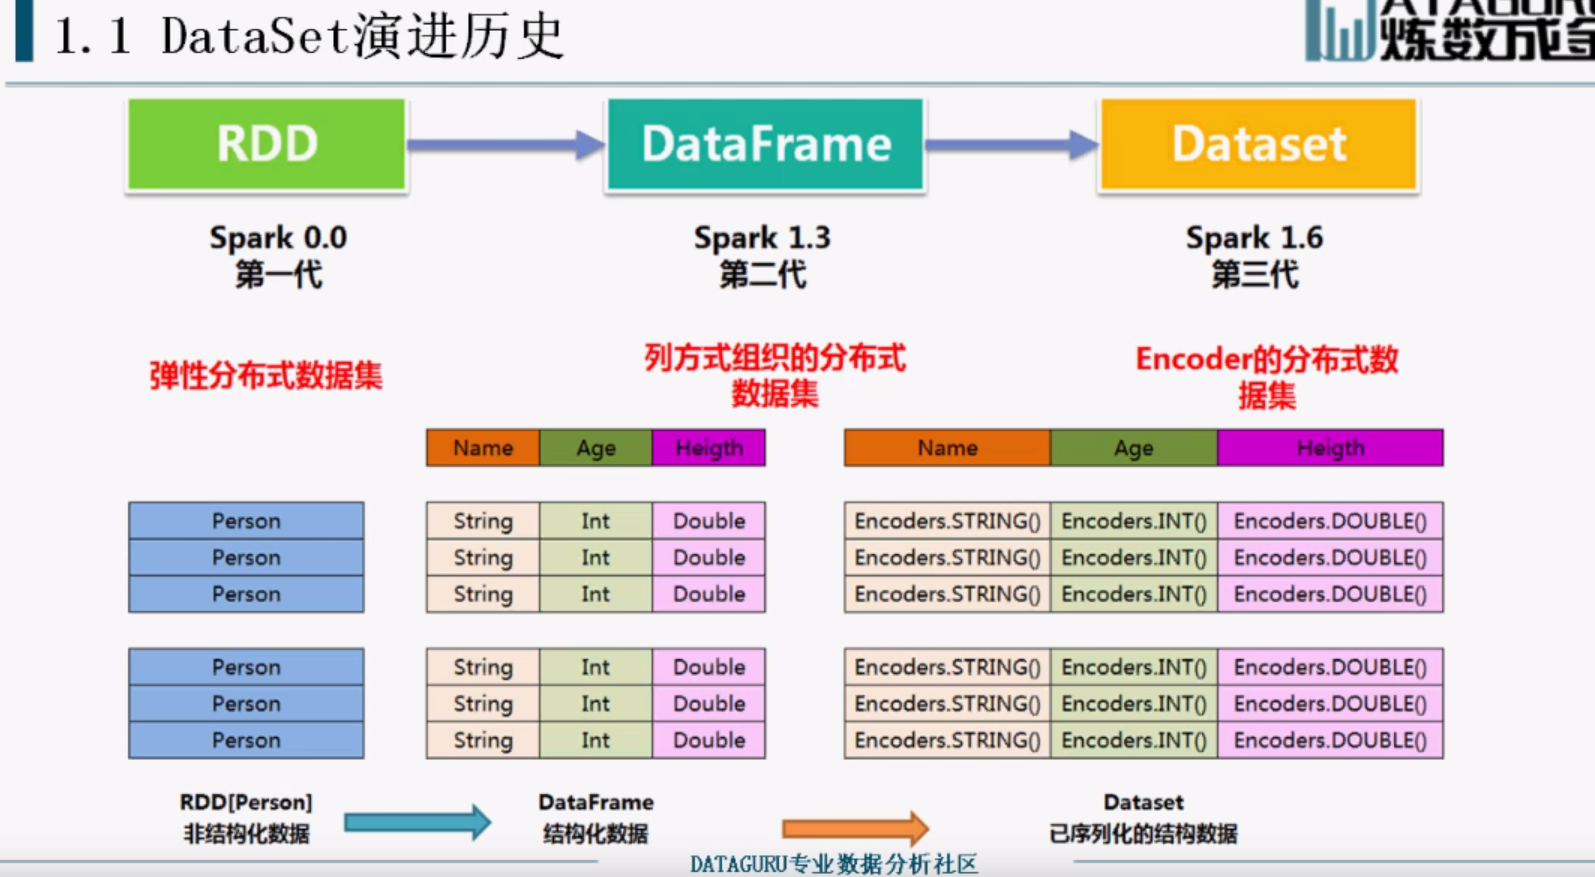 1.1 DataSet演进历史
炼数成金
RDD
DataFrame
Dataset
Spark 0.0
第一代
Spark 1.3
第二代
Spark 1.6
第三代
弹性分布式数据集
列方式组织的分布式
数据集
Encoder的分布式数
据集
Name Age Heigth
Name Age Heigth
Person
Person
Person
String Int Double
String Int Double
String Int Double
Encoders.STRING() Encoders.INT() Encoders.DOUBLE()
Encoders.STRING() Encoders.INT() Encoders.DOUBLE()
Encoders.STRING() Encoders.INT() Encoders.DOUBLE()
Person
Person
Person
String Int Double
String Int Double
String Int Double
Encoders.STRING() Encoders.INT() Encoders.DOUBLE()
Encoders.STRING() Encoders.INT() Encoders.DOUBLE()
Encoders.STRING() Encoders.INT() Encoders.DOUBLE()
RDD[Person]
非结构化数据
DataFrame
结构化数据
Dataset
已序列化的结构数据
DATAGURU专业数据分析社区